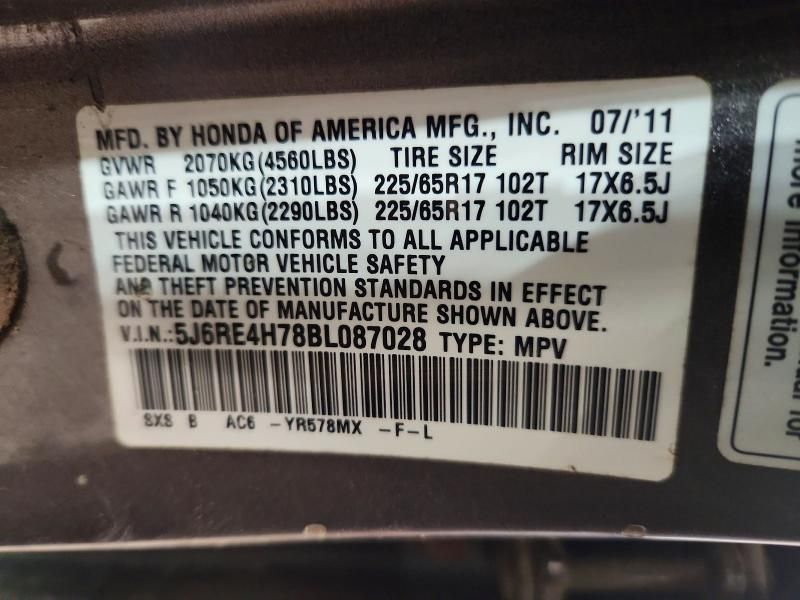 MFD. BY HONDA OF AMERICA MFG., INC. 07/'11
GVWR 2070KG(4560LBS) TIRE SIZE RIM SIZE
GAWR F 1050KG(2310LBS) 225/65R17 102T 17X6.5J
GAWR R 1040KG(2290LBS) 225/65R17 102T 17X6.5J
THIS VEHICLE CONFORMS TO ALL APPLICABLE
FEDERAL MOTOR VEHICLE SAFETY
AND THEFT PREVENTION STANDARDS IN EFFECT
ON THE DATE OF MANUFACTURE SHOWN ABOVE.
V.I.N.:5J6RE4H78BL087028 TYPE: MPV
SXS B AC6 -YR578MX -F-L
for
more information.